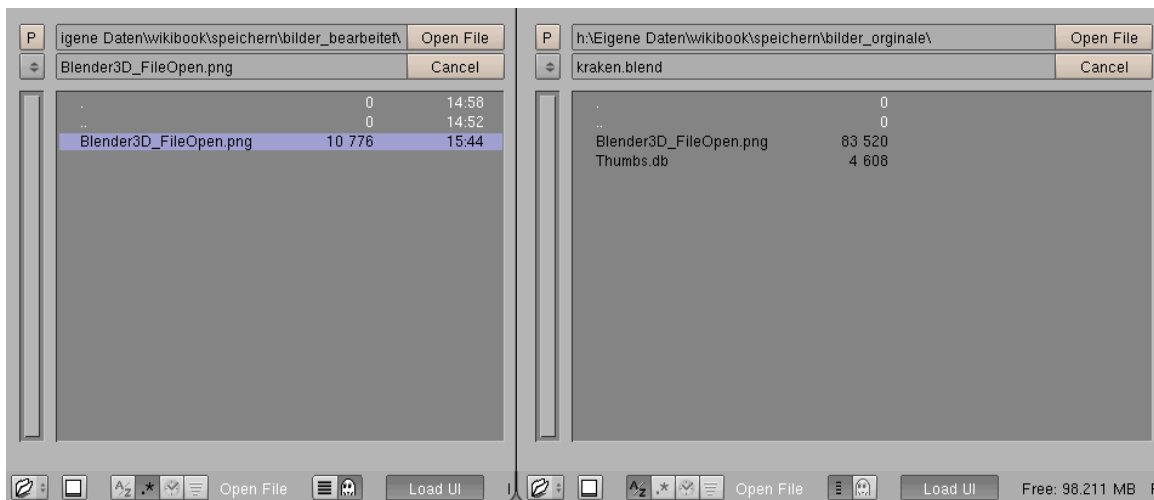 P igene Daten\wikibook\speichern\bilder_bearbeitet\ Open File
Blender3D_FileOpen.png Cancel
. 0 14:58
.. 0 14:52
Blender3D_FileOpen.png 10 776 15:44
A/Z .* Open File Load UI
P h:\Eigene Daten\wikibook\speichern\bilder_orginale\ Open File
kraken.blend Cancel
. 0
.. 0
Blender3D_FileOpen.png 83 520
Thumbs.db 4 608
A/Z .* Open File Load UI Free: 98.211 MB